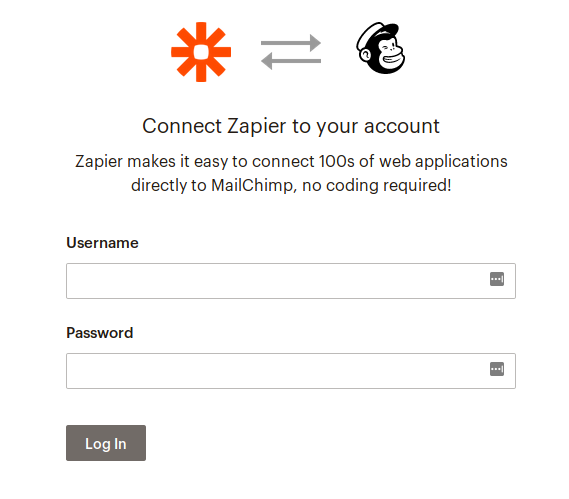 Connect Zapier to your account
Zapier makes it easy to connect 100s of web applications
directly to MailChimp, no coding required!
Username
Password
Log In